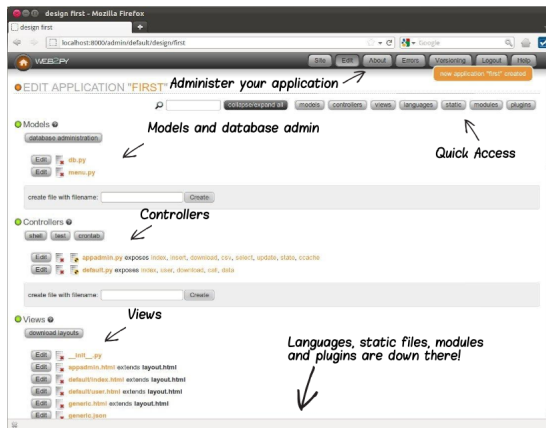 design first - Mozilla Firefox
design first
localhost:8000/admin/default/design/first
Google
WEB2PY
Site Edit About Errors Versioning Logout Help
new application "first" created
EDIT APPLICATION "FIRST"
Administer your application
collapse/expand all models controllers views languages static modules plugins
Models
Models and database admin
Quick Access
database administration
Edit db.py
Edit menu.py
create file with filename: Create
Controllers
Controllers
shell test crontab
Edit appadmin.py exposes index, insert, download, csv, select, update, state, ccache
Edit default.py exposes index, user, download, call, data
create file with filename: Create
Views
Views
download layouts
Languages, static files, modules
and plugins are down there!
Edit __init__.py
Edit appadmin.html extends layout.html
Edit default/index.html extends layout.html
Edit default/user.html extends layout.html
Edit generic.html extends layout.html
Edit generic.json